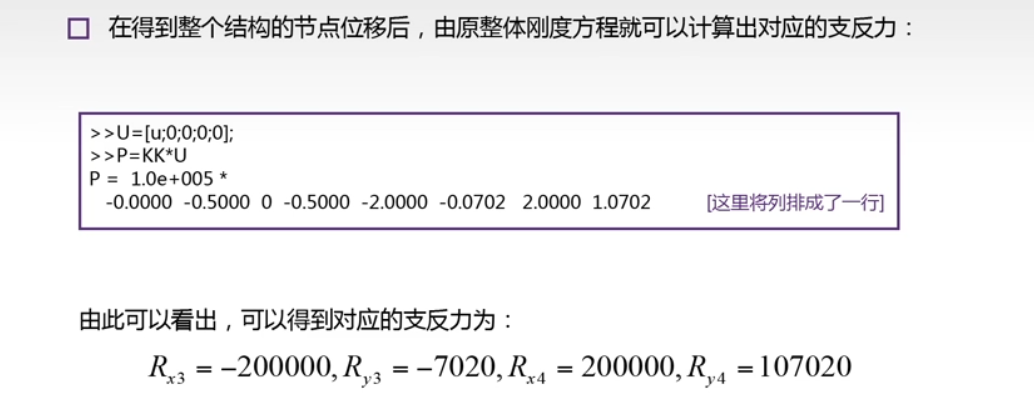 在得到整个结构的节点位移后，由原整体刚度方程就可以计算出对应的支反力：
>>U=[u;0;0;0;0];
>>P=KK*U
P = 1.0e+005 *
-0.0000 -0.5000 0 -0.5000 -2.0000 -0.0702 2.0000 1.0702 [这里将列排成了一行]
由此可以看出，可以得到对应的支反力为：
R_{x3} = −200000, R_{y3} = −7020, R_{x4} = 200000, R_{y4} = 107020